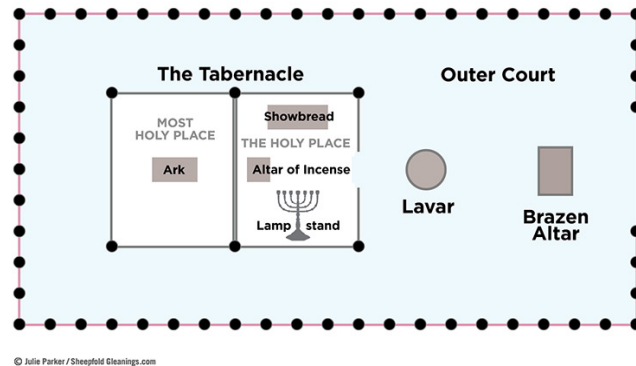 The Tabernacle
Outer Court
MOST
HOLY PLACE
Ark
Showbread
THE HOLY PLACE
Altar of Incense
Lamp stand
Lavar
Brazen
Altar
© Julie Parker / Sheepfold Gleanings.com